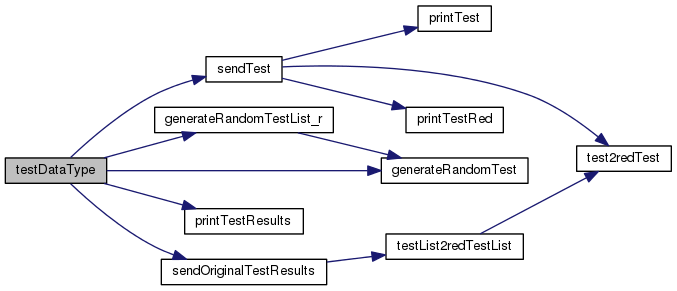 printTest
sendTest
generateRandomTestList_r
printTestRed
test2redTest
testDataType
generateRandomTest
printTestResults
testList2redTestList
sendOriginalTestResults